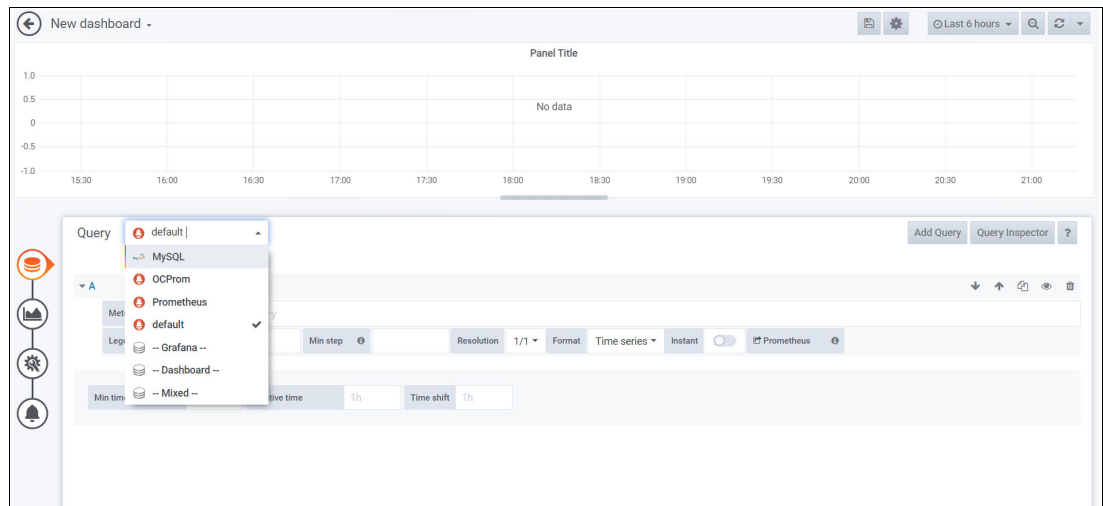 New dashboard
Last 6 hours
Panel Title
1.0
0.5
0
-0.5
-1.0
No data
15:30 16:00 16:30 17:00 17:30 18:00 18:30 19:00 19:30 20:00 20:30 21:00
Query default Add Query Query Inspector ?
MySQL
OCProm
Prometheus
default
-- Grafana --
-- Dashboard --
-- Mixed --
A
Min step Resolution 1/1 Format Time series Instant Prometheus
1h Time shift 1h